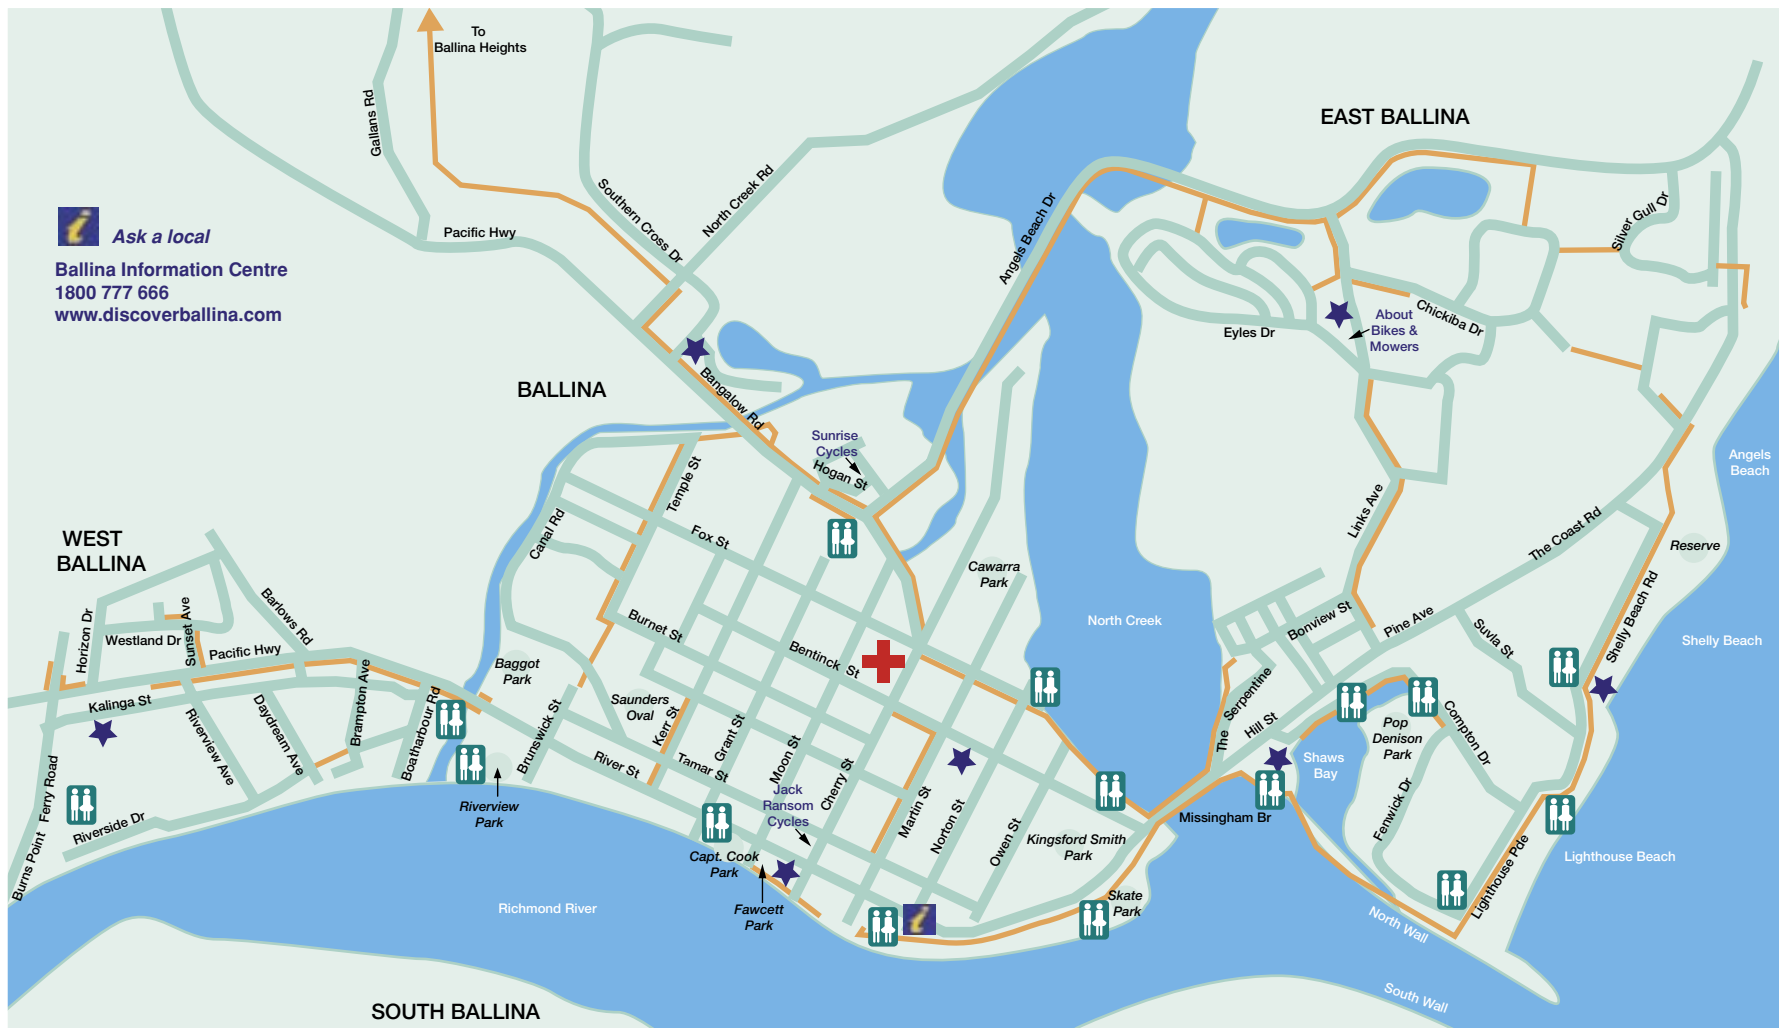 To
Ballina Heights
Gallans Rd
EAST BALLINA
Southern Cross Dr
North Creek Rd
Angels Beach Dr
Silver Gull Dr
Pacific Hwy
i
Ask a local
Ballina Information Centre
1800 777 666
www.discoverballina.com
Eyles Dr
About
Bikes &
Mowers
Chickiba Dr
BALLINA
Bangalow Rd
Sunrise
Cycles
Hogan St
Angels
Beach
Temple St
Canal Rd
Fox St
Links Ave
The Coast Rd
Reserve
WEST
BALLINA
Cawarra
Park
Horizon Dr
Westland Dr
Sunset Ave
Barlows Rd
Pacific Hwy
Burnet St
Bentinck St
North Creek
Bonview St
Pine Ave
Suvla St
Shelly Beach Rd
Shelly Beach
Baggot
Park
Saunders
Oval
Kalinga St
Riverview Ave
Daydream Ave
Brampton Ave
Boatharbour Rd
Brunswick St
Kerr St
Grant St
The Serpentine
Hill St
Pop
Denison
Park
Compton Dr
Shaws
Bay
River St
Tamar St
Moon St
Cherry St
Jack
Ransom
Cycles
Martin St
Norton St
Owen St
Burns Point Ferry Road
Riverside Dr
Riverview
Park
Kingsford Smith
Park
Missingham Br
Fenwick Dr
Lighthouse Pde
Lighthouse Beach
Capt. Cook
Park
Fawcett
Park
Richmond River
i
Skate
Park
North Wall
South Wall
SOUTH BALLINA